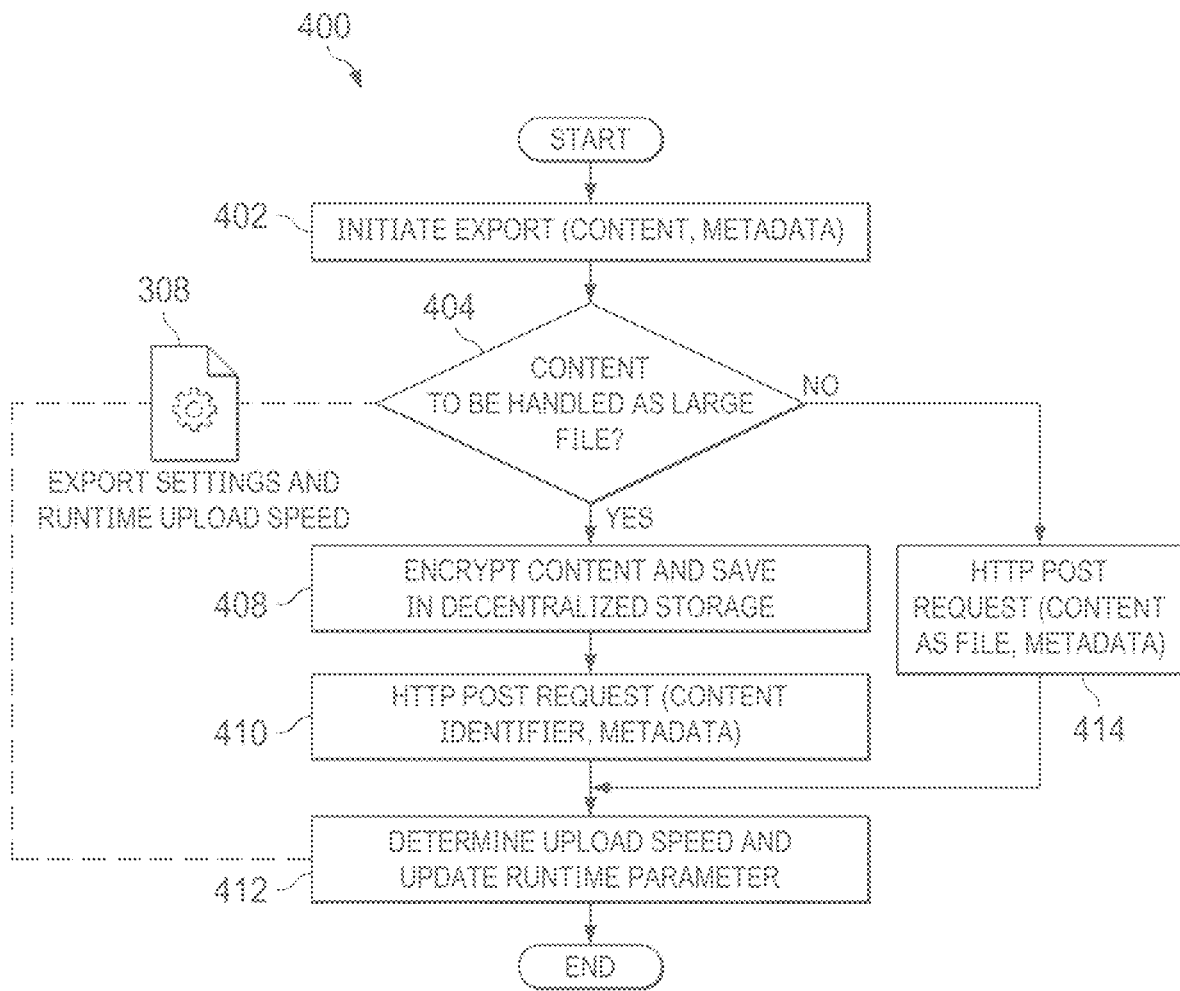 400
START
402
INITIATE EXPORT (CONTENT, METADATA)
308
404
CONTENT
TO BE HANDLED AS LARGE
FILE?
NO
EXPORT SETTINGS AND
RUNTIME UPLOAD SPEED
YES
408
ENCRYPT CONTENT AND SAVE
IN DECENTRALIZED STORAGE
HTTP POST
REQUEST (CONTENT
AS FILE, METADATA)
414
410
HTTP POST REQUEST (CONTENT
IDENTIFIER, METADATA)
412
DETERMINE UPLOAD SPEED AND
UPDATE RUNTIME PARAMETER
END